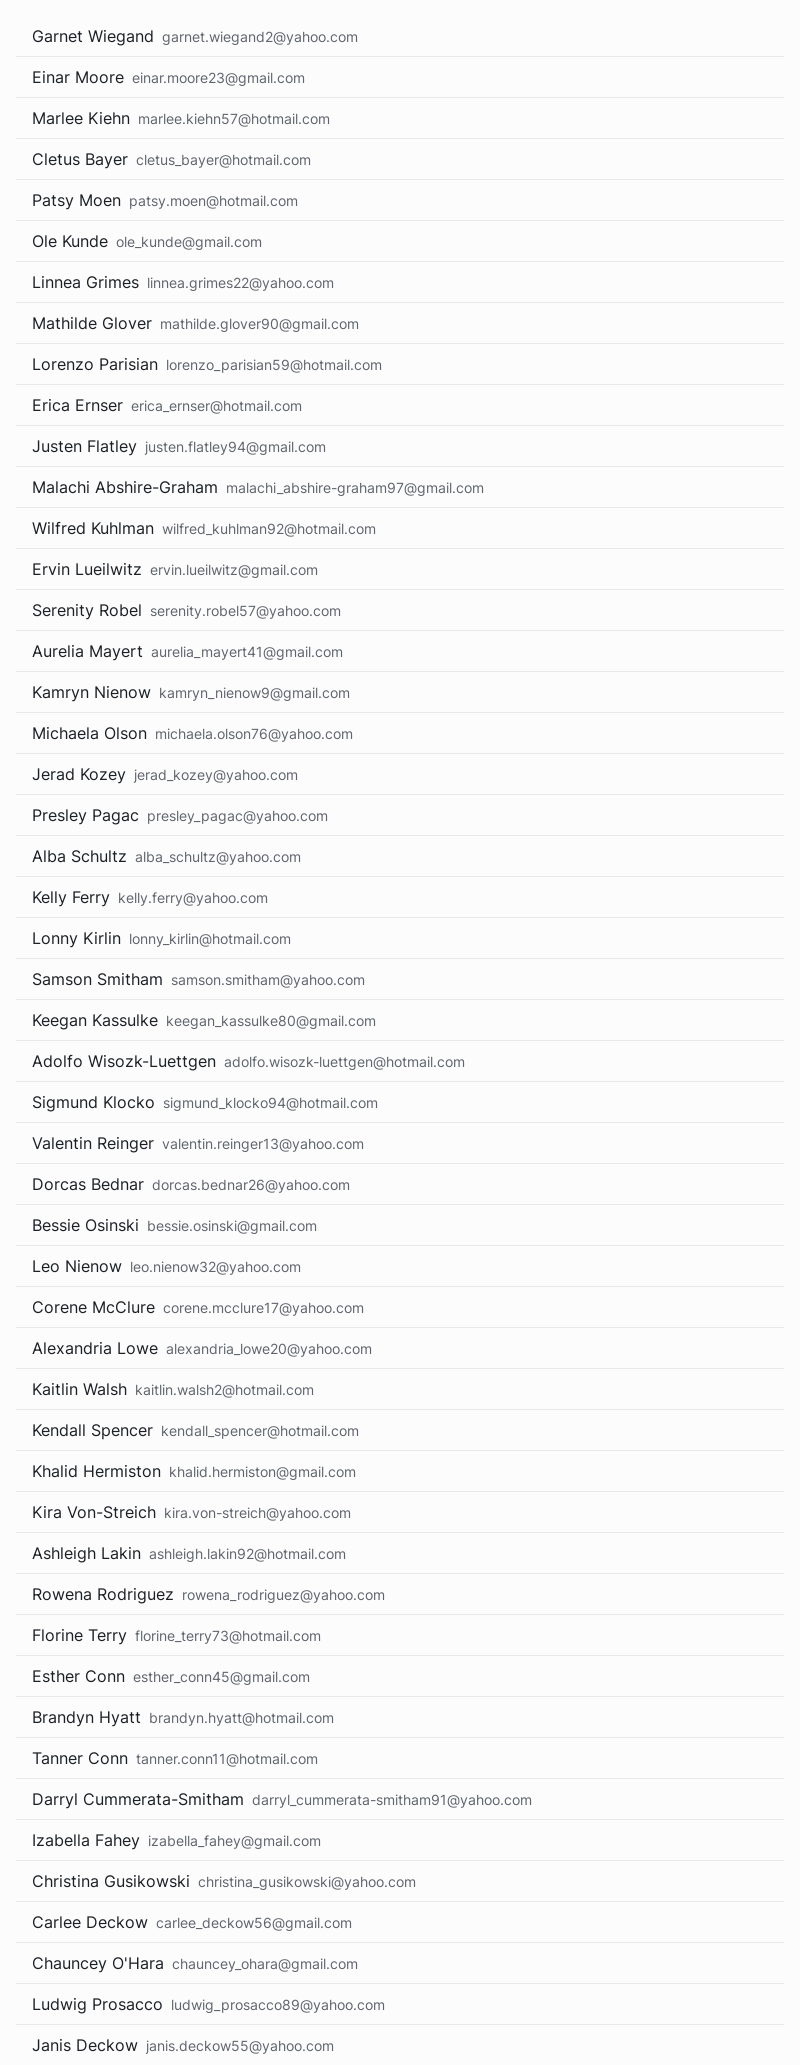 Garnet Wiegand garnet.wiegand2@yahoo.com
Einar Moore einar.moore23@gmail.com
Marlee Kiehn marlee.kiehn57@hotmail.com
Cletus Bayer cletus_bayer@hotmail.com
Patsy Moen patsy.moen@hotmail.com
Ole Kunde ole_kunde@gmail.com
Linnea Grimes linnea.grimes22@yahoo.com
Mathilde Glover mathilde.glover90@gmail.com
Lorenzo Parisian lorenzo_parisian59@hotmail.com
Erica Ernser erica_ernser@hotmail.com
Justen Flatley justen.flatley94@gmail.com
Malachi Abshire-Graham malachi_abshire-graham97@gmail.com
Wilfred Kuhlman wilfred_kuhlman92@hotmail.com
Ervin Lueilwitz ervin.lueilwitz@gmail.com
Serenity Robel serenity.robel57@yahoo.com
Aurelia Mayert aurelia_mayert41@gmail.com
Kamryn Nienow kamryn_nienow9@gmail.com
Michaela Olson michaela.olson76@yahoo.com
Jerad Kozey jerad_kozey@yahoo.com
Presley Pagac presley_pagac@yahoo.com
Alba Schultz alba_schultz@yahoo.com
Kelly Ferry kelly.ferry@yahoo.com
Lonny Kirlin lonny_kirlin@hotmail.com
Samson Smitham samson.smitham@yahoo.com
Keegan Kassulke keegan_kassulke80@gmail.com
Adolfo Wisozk-Luettgen adolfo.wisozk-luettgen@hotmail.com
Sigmund Klocko sigmund_klocko94@hotmail.com
Valentin Reinger valentin.reinger13@yahoo.com
Dorcas Bednar dorcas.bednar26@yahoo.com
Bessie Osinski bessie.osinski@gmail.com
Leo Nienow leo.nienow32@yahoo.com
Corene McClure corene.mcclure17@yahoo.com
Alexandria Lowe alexandria_lowe20@yahoo.com
Kaitlin Walsh kaitlin.walsh2@hotmail.com
Kendall Spencer kendall_spencer@hotmail.com
Khalid Hermiston khalid.hermiston@gmail.com
Kira Von-Streich kira.von-streich@yahoo.com
Ashleigh Lakin ashleigh.lakin92@hotmail.com
Rowena Rodriguez rowena_rodriguez@yahoo.com
Florine Terry florine_terry73@hotmail.com
Esther Conn esther_conn45@gmail.com
Brandyn Hyatt brandyn.hyatt@hotmail.com
Tanner Conn tanner.conn11@hotmail.com
Darryl Cummerata-Smitham darryl_cummerata-smitham91@yahoo.com
Izabella Fahey izabella_fahey@gmail.com
Christina Gusikowski christina_gusikowski@yahoo.com
Carlee Deckow carlee_deckow56@gmail.com
Chauncey O'Hara chauncey_ohara@gmail.com
Ludwig Prosacco ludwig_prosacco89@yahoo.com
Janis Deckow janis.deckow55@yahoo.com